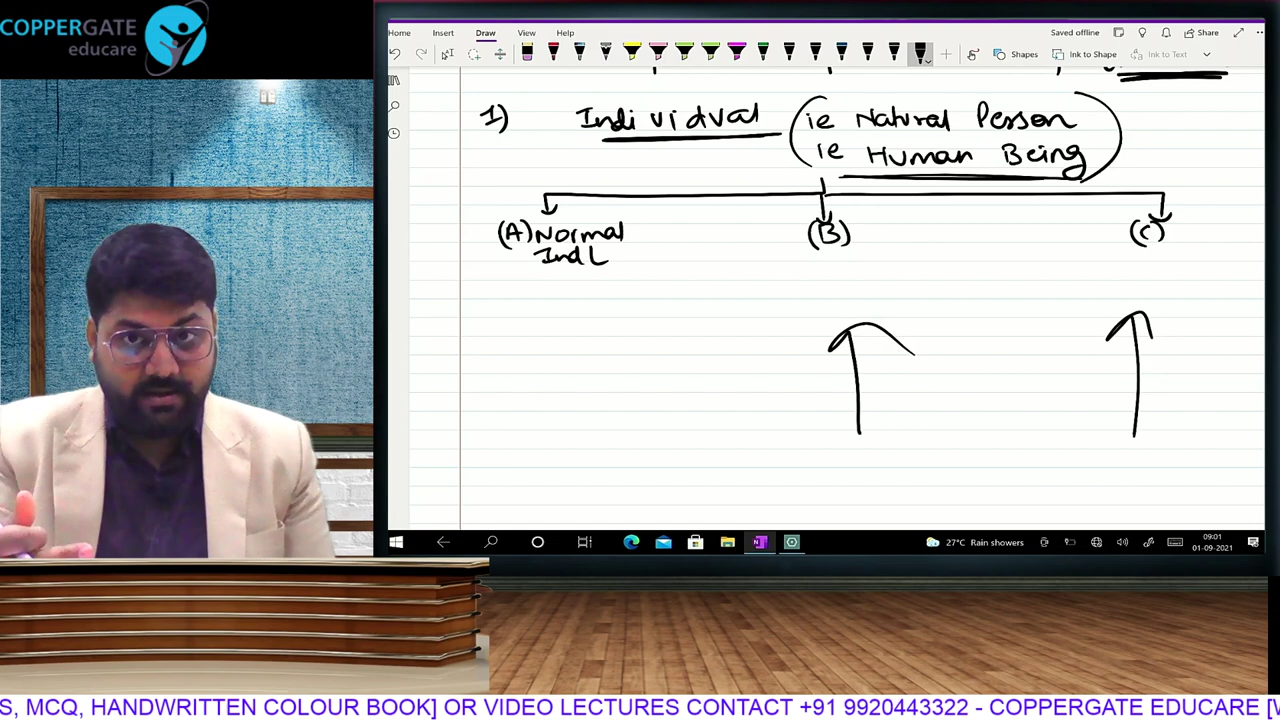 COPPERGATE
educare
Home Insert Draw View Help
Saved offline
Share
Shapes
Ink to Shape
Ink to Text
1) Individual (ie Natural Person
ie Human Being)
(A) Normal
Indl
(B)
(C)
27°C Rain showers
09:01
01-09-2021
S, MCQ, HANDWRITTEN COLOUR BOOK] OR VIDEO LECTURES CONTACT +91 9920443322 - COPPERGATE EDUCARE [